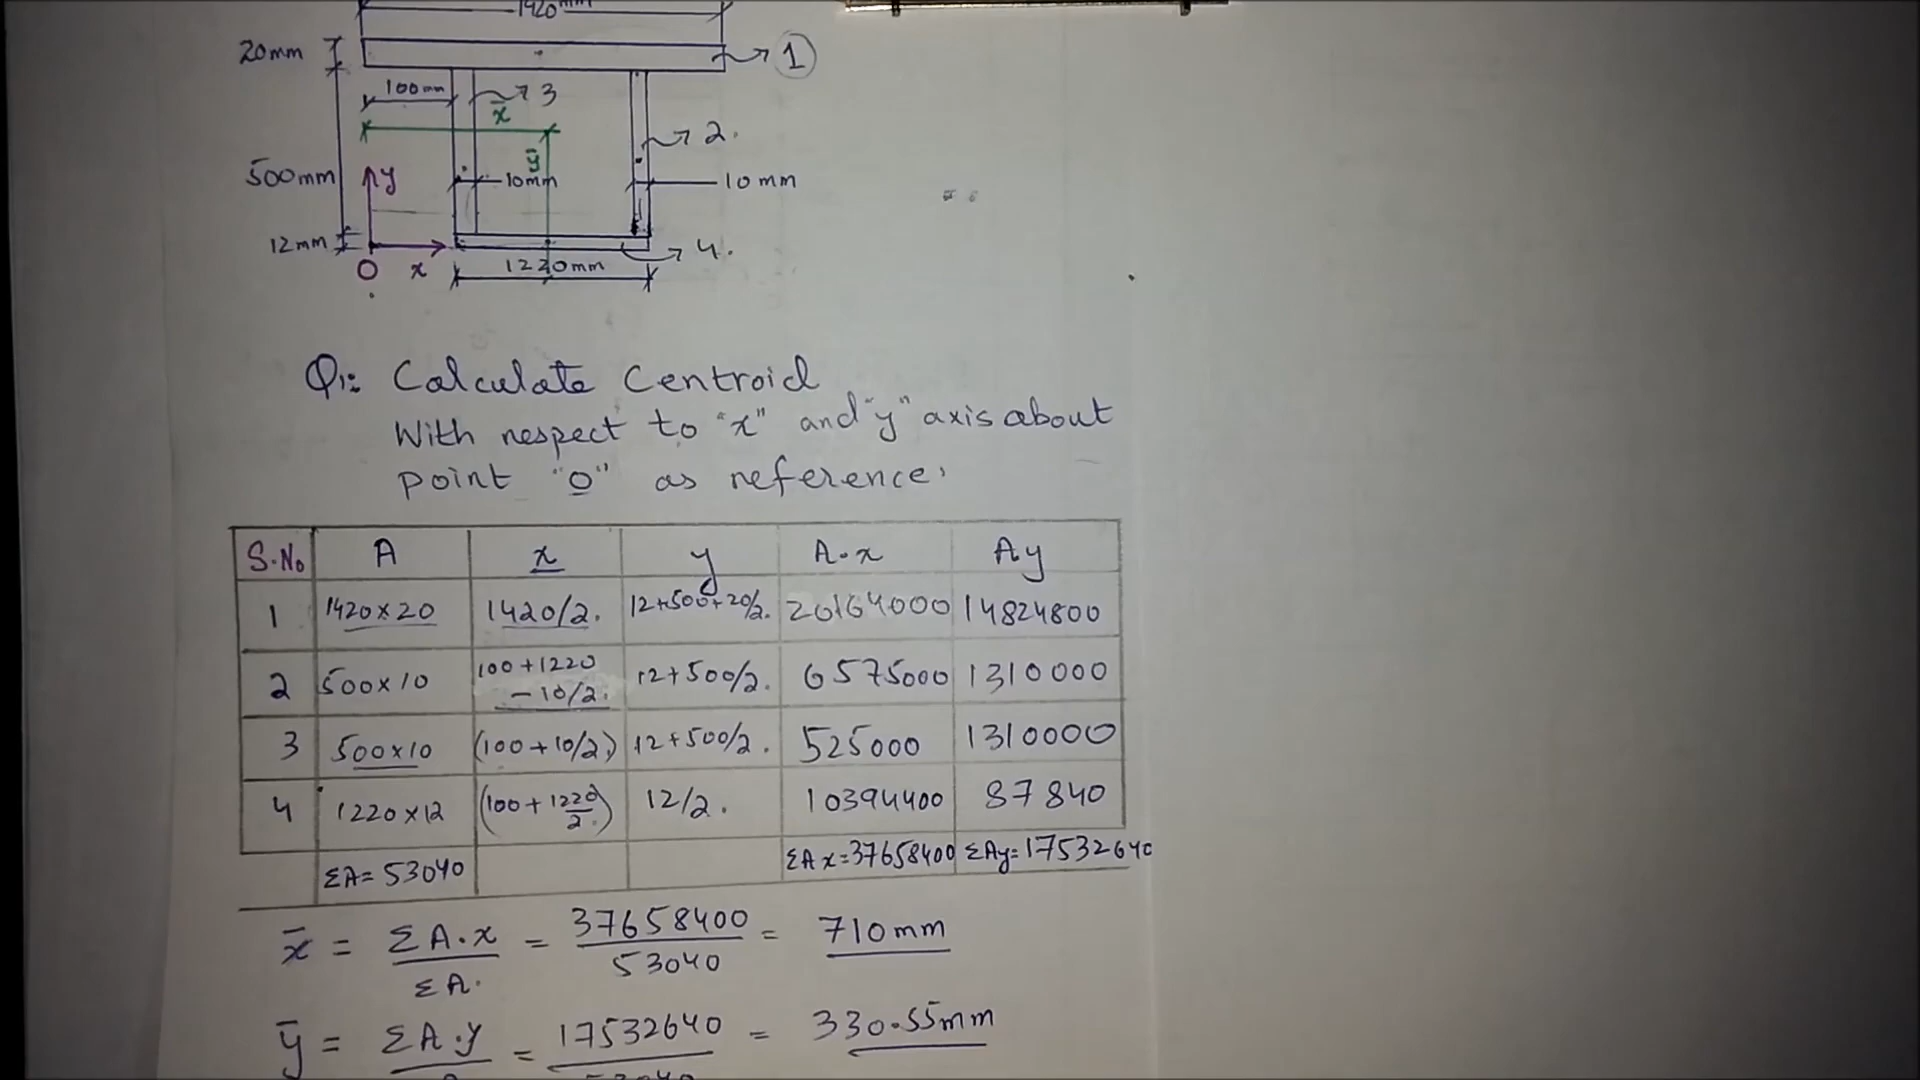 1420mm
20mm
1
100mm
3
x̄
2.
500mm
y
ȳ
10mm
10mm
12mm
4.
O
x
1220mm
Q1: Calculate Centroid
With respect to "x" and "y" axis about
point "O" as reference.
S.No A x y A.x Ay
1 1420×20 1420/2. 12+500+20/2. 20164000 14824800
2 500×10 100+1220 -10/2. 12+500/2. 6575000 1310000
3 500×10 (100+10/2) 12+500/2. 525000 1310000
4 1220×12 (100+1220/2.) 12/2. 10394400 87840
ΣA=53040 ΣAx=37658400 ΣAy=17532640
x̄ = ΣA.x/ΣA. = 37658400/53040 = 710mm
ȳ = ΣA.y = 17532640 = 330.55mm